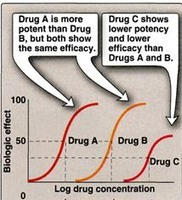 Drug A is more
potent than Drug
B, but both show
the same efficacy.
Drug C shows
lower potency
and lower
efficacy than
Drugs A and B.
100
50
0
Biologic effect
Drug A
Drug B
Drug C
Log drug concentration